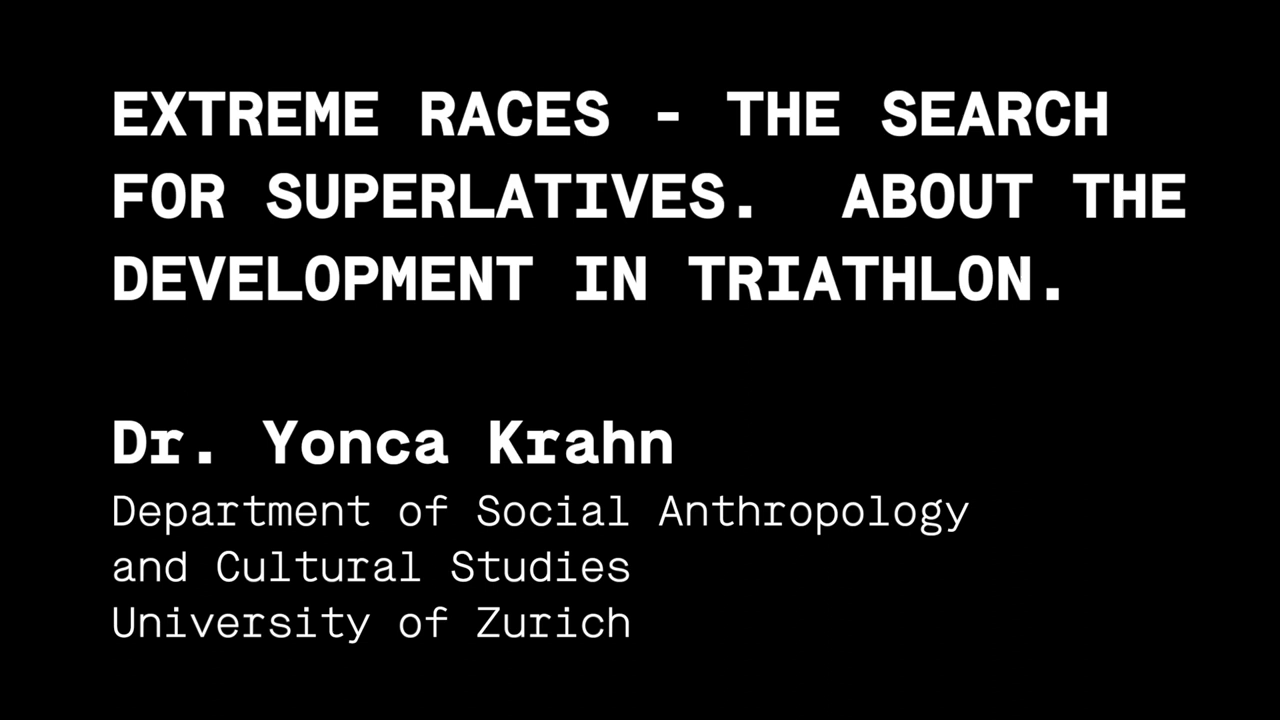 EXTREME RACES - THE SEARCH
FOR SUPERLATIVES.  ABOUT THE
DEVELOPMENT IN TRIATHLON.
Dr. Yonca Krahn
Department of Social Anthropology
and Cultural Studies
University of Zurich